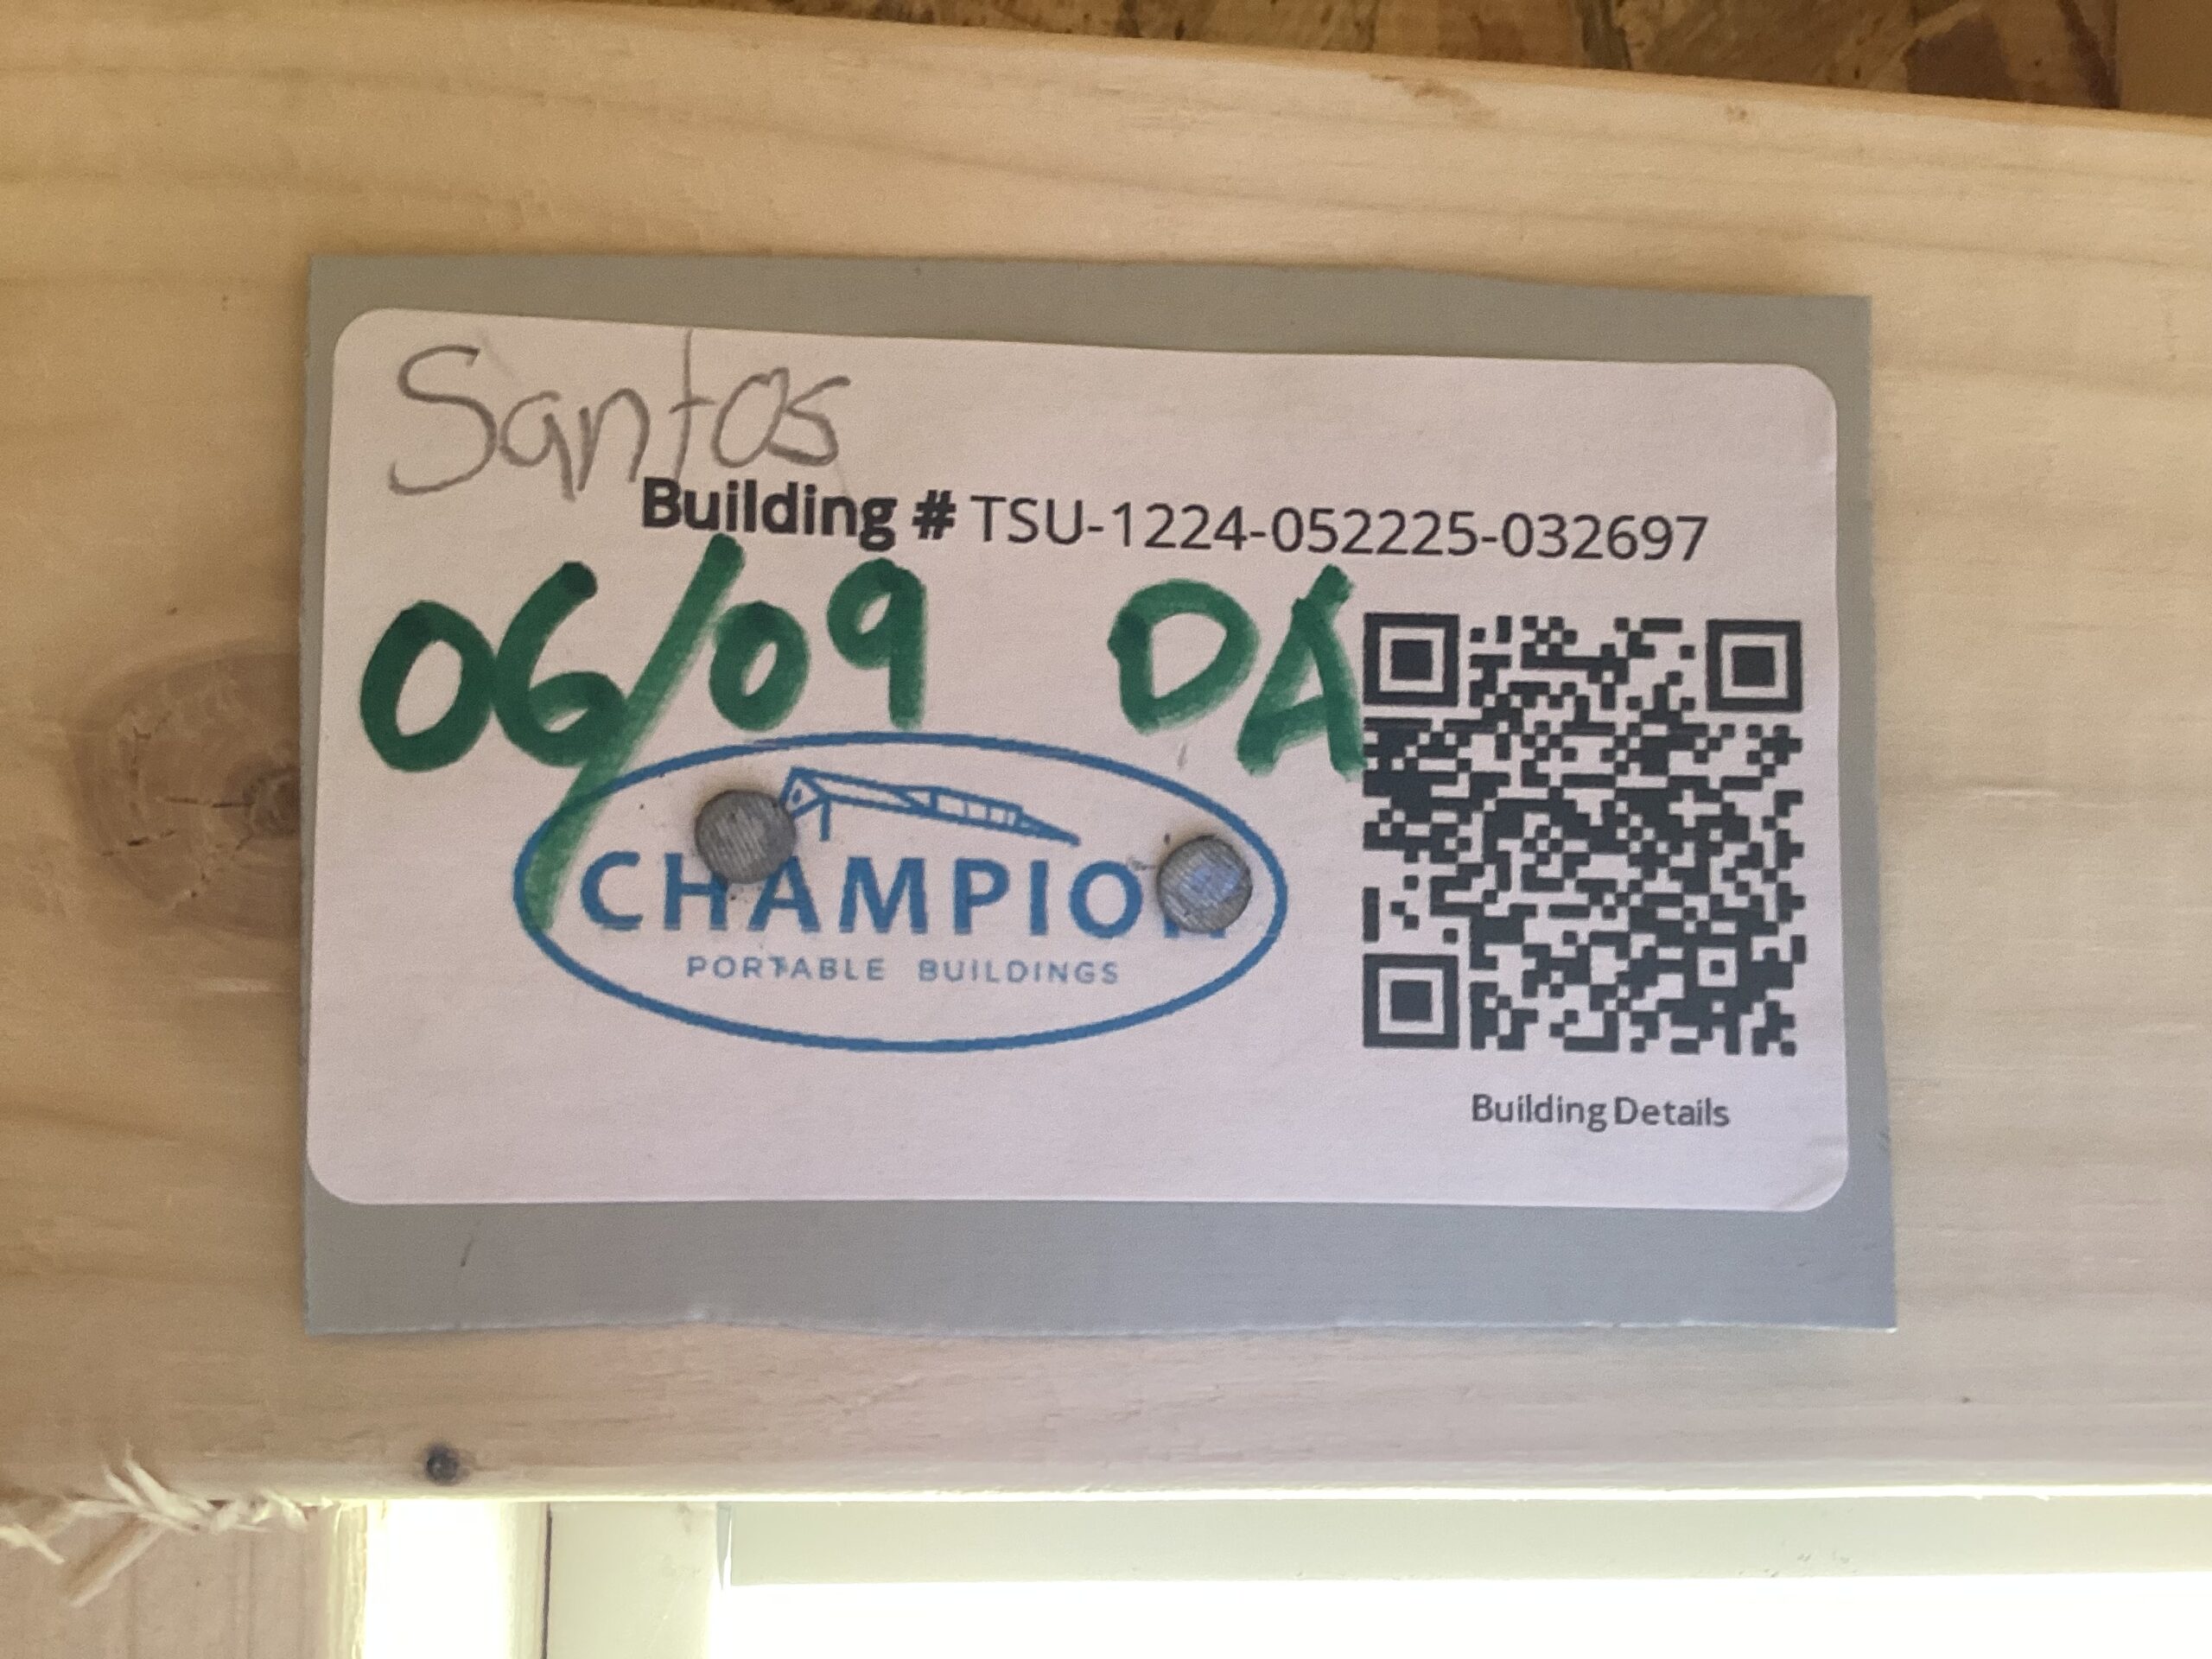 Santos
Building # TSU-1224-052225-032697
06/09 DA
CHAMPION
PORTABLE BUILDINGS
Building Details